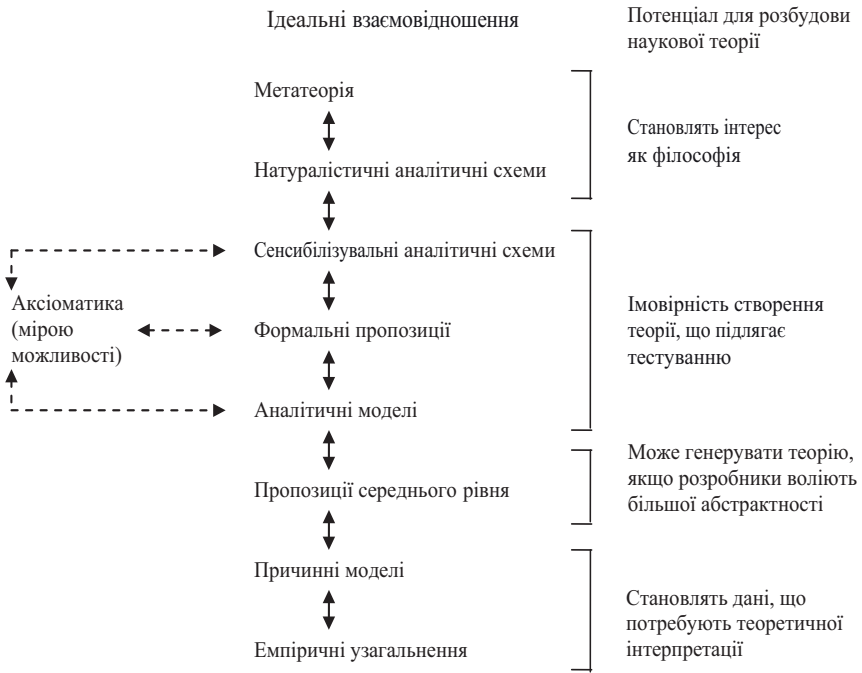 Ідеальні взаємовідношення
Потенціал для розбудови
наукової теорії
Метатеорія
Натуралістичні аналітичні схеми
Становлять інтерес
як філософія
Сенсибілізувальні аналітичні схеми
Аксіоматика
(мірою
можливості)
Формальні пропозиції
Аналітичні моделі
Імовірність створення
теорії, що підлягає
тестуванню
Пропозиції середнього рівня
Може генерувати теорію,
якщо розробники воліють
більшої абстрактності
Причинні моделі
Емпіричні узагальнення
Становлять дані, що
потребують теоретичної
інтерпретації